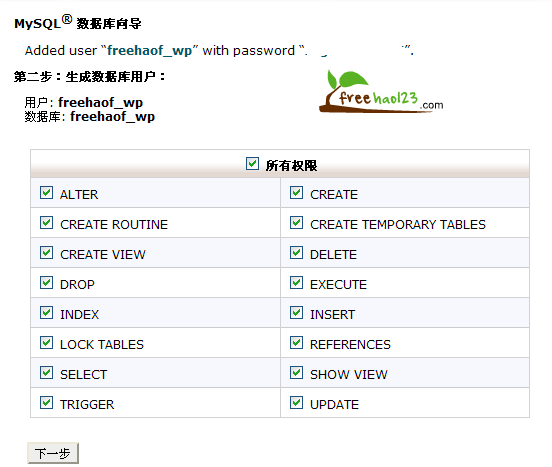 MySQL® 数据库向导
Added user “freehaof_wp” with password “ ”.
第二步：生成数据库用户：
freehao123.com
用户: freehaof_wp
数据库: freehaof_wp
所有权限
ALTER CREATE
CREATE ROUTINE CREATE TEMPORARY TABLES
CREATE VIEW DELETE
DROP EXECUTE
INDEX INSERT
LOCK TABLES REFERENCES
SELECT SHOW VIEW
TRIGGER UPDATE
下一步